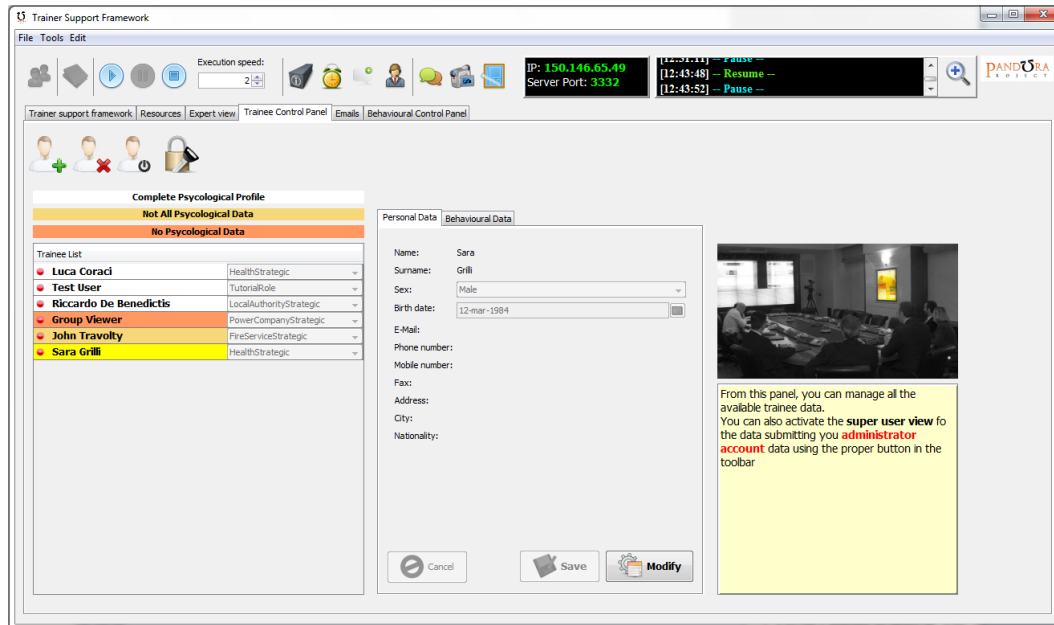 Trainer Support Framework
File Tools Edit
Execution speed:
2
IP: 150.146.65.49
Server Port: 3332
[12:31:11] -- Pause --
[12:43:48] -- Resume --
[12:43:52] -- Pause --
PANDORA
PROJECT
Trainer support framework Resources Expert view Trainee Control Panel Emails Behavioural Control Panel
Complete Psycological Profile
Not All Psycological Data
No Psycological Data
Trainee List
Luca Coraci HealthStrategic
Test User TutorialRole
Riccardo De Benedictis LocalAuthorityStrategic
Group Viewer PowerCompanyStrategic
John Travolty FireServiceStrategic
Sara Grilli HealthStrategic
Personal Data Behavioural Data
Name: Sara
Surname: Grilli
Sex: Male
Birth date: 12-mar-1984
E-Mail:
Phone number:
Mobile number:
Fax:
Address:
City:
Nationality:
Cancel Save Modify
From this panel, you can manage all the
available trainee data.
You can also activate the super user view fo
the data submitting you administrator
account data using the proper button in the
toolbar